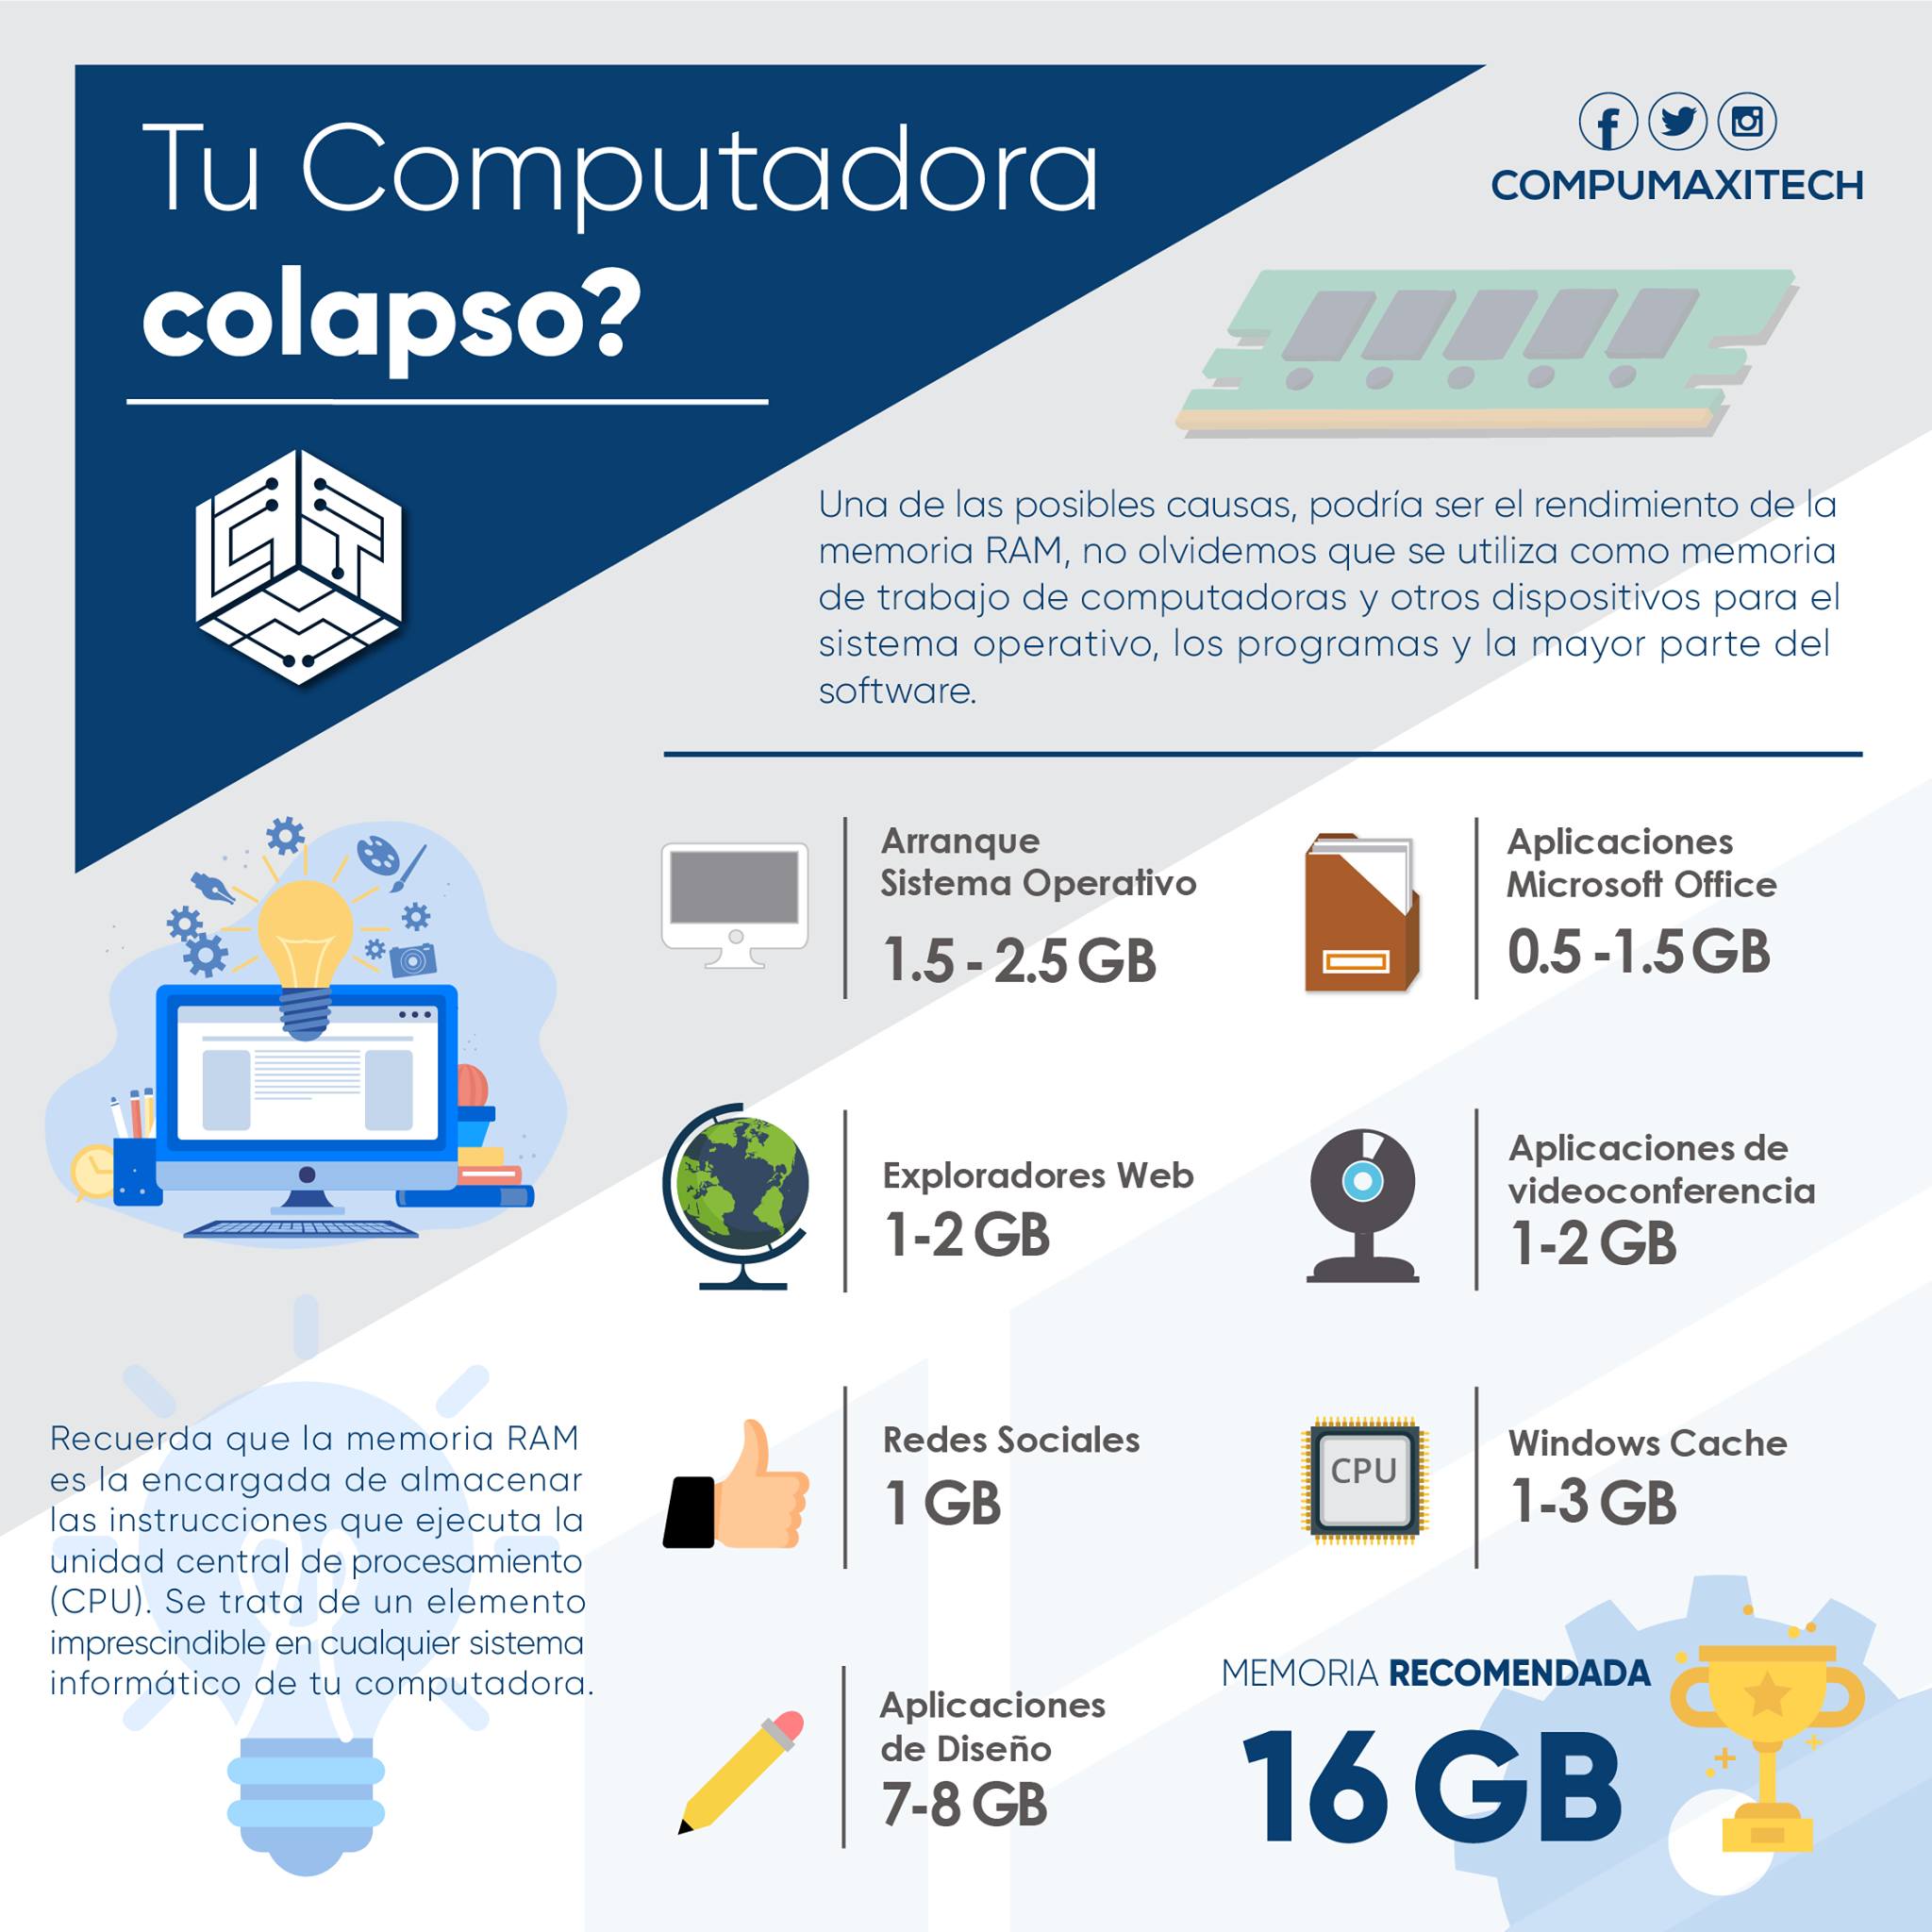 Tu Computadora
colapso?
COMPUMAXITECH
Una de las posibles causas, podría ser el rendimiento de la
memoria RAM, no olvidemos que se utiliza como memoria
de trabajo de computadoras y otros dispositivos para el
sistema operativo, los programas y la mayor parte del
software.
Arranque
Sistema Operativo
1.5 - 2.5 GB
Aplicaciones
Microsoft Office
0.5 -1.5 GB
Exploradores Web
1-2 GB
Aplicaciones de
videoconferencia
1-2 GB
Recuerda que la memoria RAM
es la encargada de almacenar
las instrucciones que ejecuta la
unidad central de procesamiento
(CPU). Se trata de un elemento
imprescindible en cualquier sistema
informático de tu computadora.
Redes Sociales
1 GB
CPU
Windows Cache
1-3 GB
Aplicaciones
de Diseño
7-8 GB
MEMORIA RECOMENDADA
16 GB